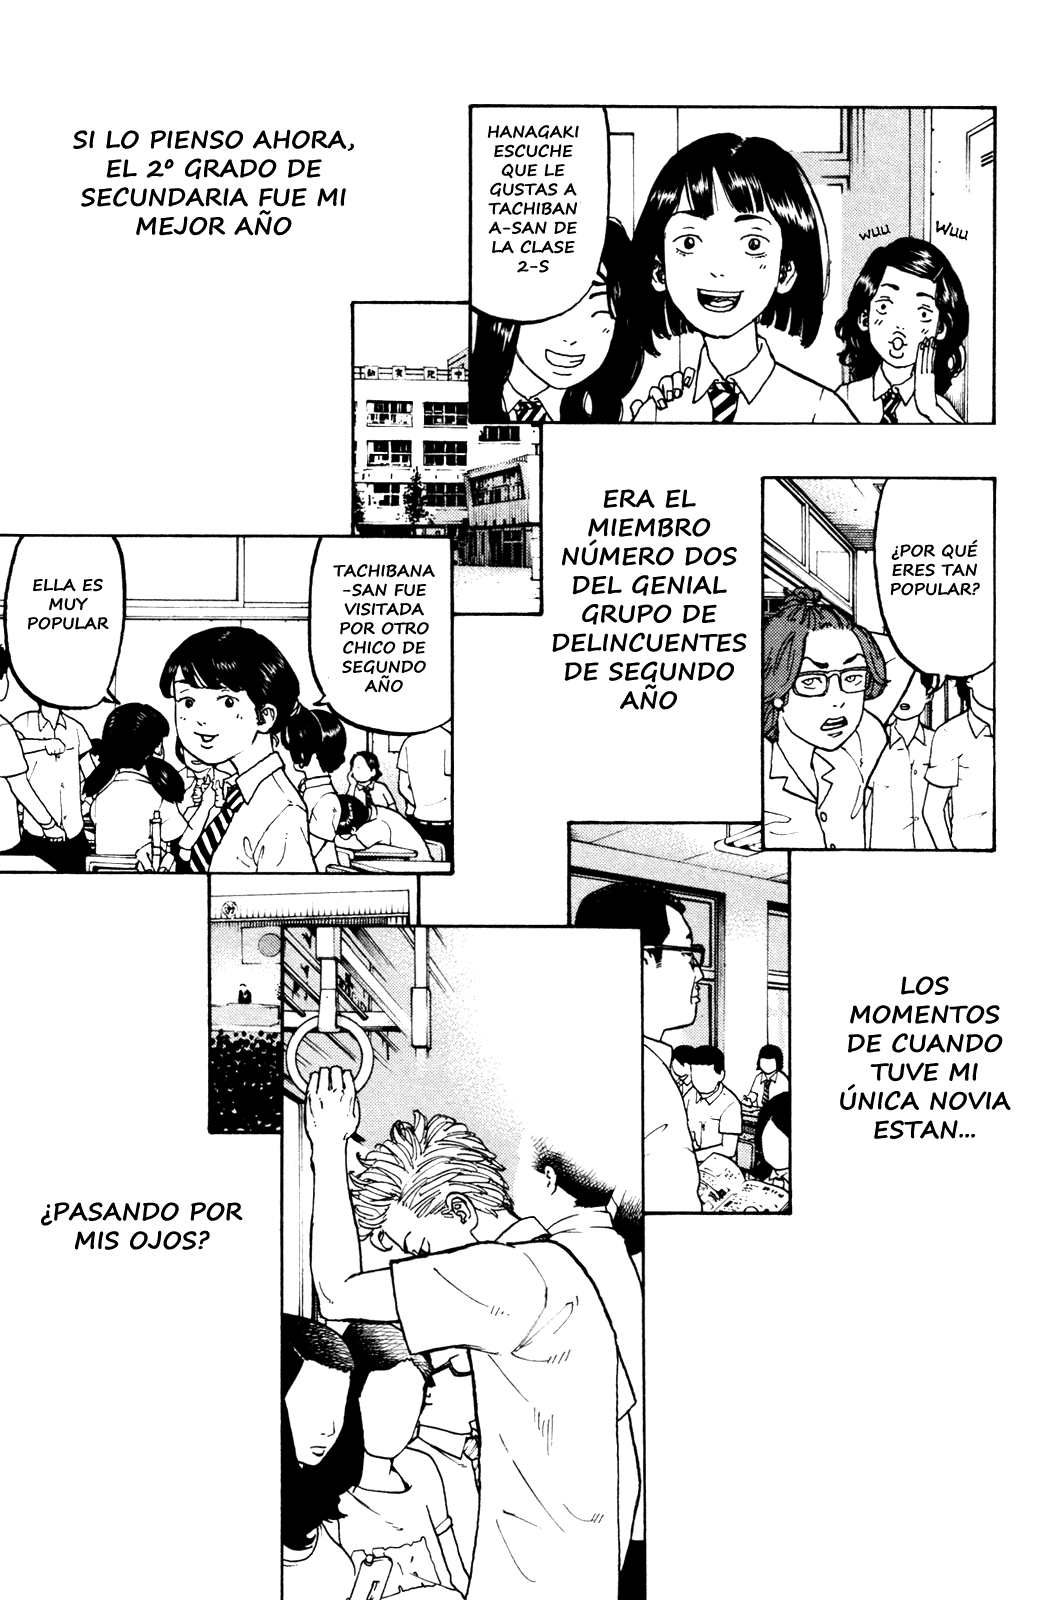 SI LO PIENSO AHORA,
EL 2º GRADO DE
SECUNDARIA FUE MI
MEJOR AÑO
HANAGAKI
ESCUCHE
QUE LE
GUSTAS A
TACHIBAN
A-SAN DE
LA CLASE
2-S
WUU
WUU
ERA EL
MIEMBRO
NÚMERO DOS
DEL GENIAL
GRUPO DE
DELINCUENTES
DE SEGUNDO
AÑO
¿POR QUÉ
ERES TAN
POPULAR?
TACHIBANA
-SAN FUE
VISITADA
POR OTRO
CHICO DE
SEGUNDO
AÑO
ELLA ES
MUY
POPULAR
LOS
MOMENTOS
DE CUANDO
TUVE MI
ÚNICA NOVIA
ESTAN...
¿PASANDO POR
MIS OJOS?